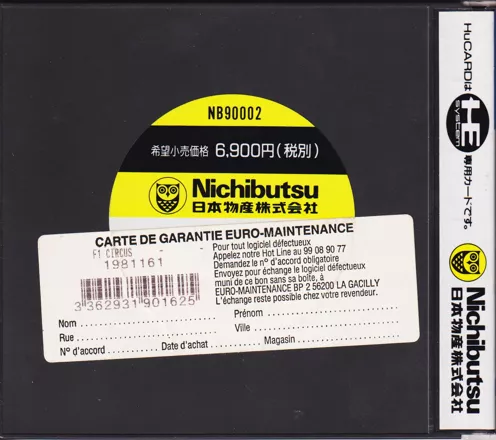 NB90002
希望小売価格 6,900円(税別)
Nichibutsu
日本物産株式会社
CARTE DE GARANTIE EURO-MAINTENANCE
F1 CIRCUS
1981161
3 362931 901625
Pour tout logiciel défectueux
Appelez notre Hot Line au 99 08 90 77
Demandez le n° d'accord obligatoire
Envoyez pour échange le logiciel défectueux
muni de ce bon sans sa boîte, à
EURO-MAINTENANCE BP 2 56200 LA GACILLY
L'échange reste possible chez votre revendeur.
Nom
Prénom
Rue
Ville
N° d'accord
Date d'achat
Magasin
HuCARDは
HE
system
専用カードです。
Nichibutsu
日本物産株式会社